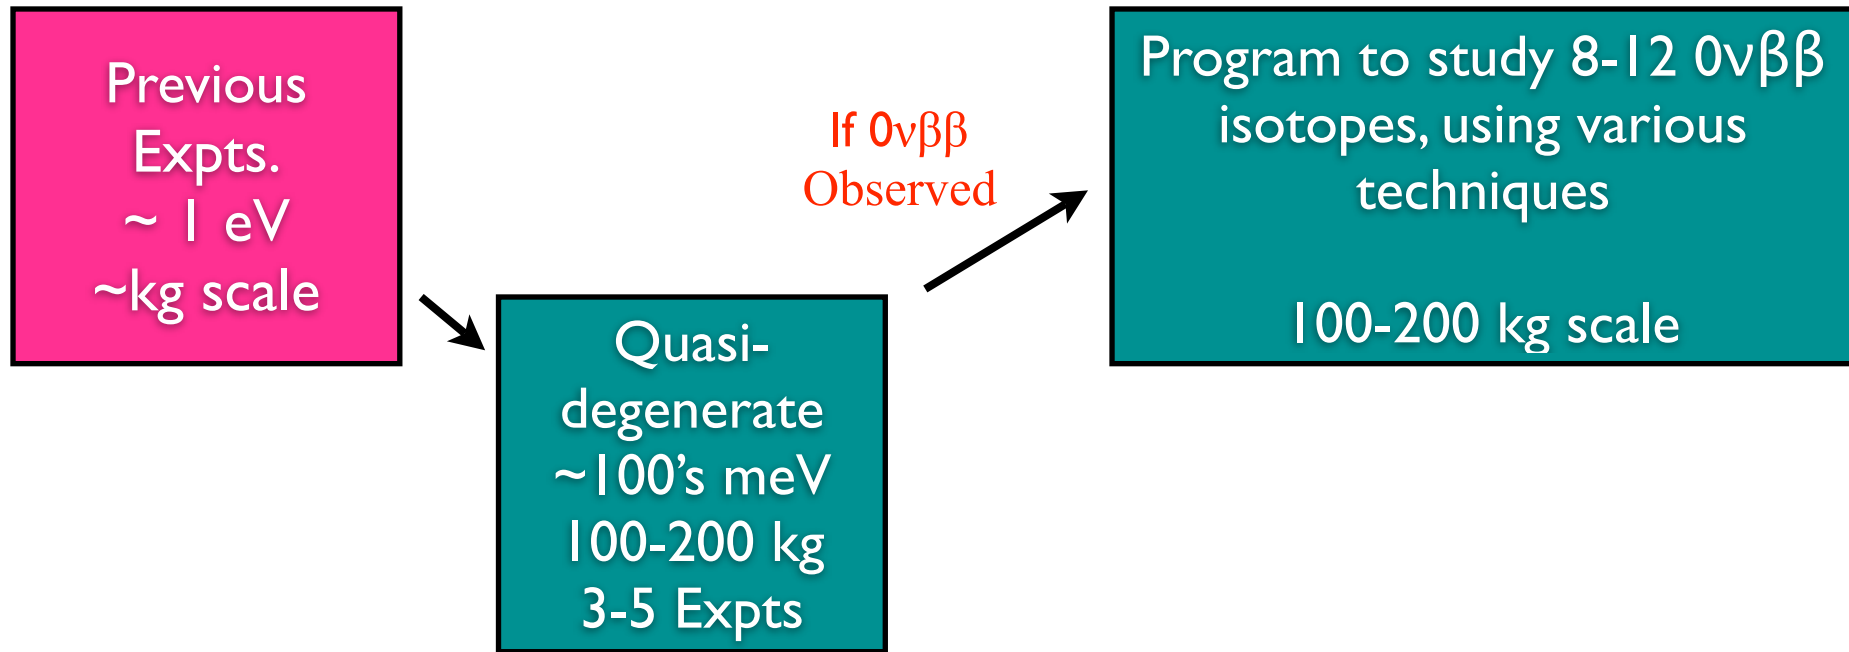 Previous
Expts.
~ 1 eV
~kg scale
Quasi-
degenerate
~100’s meV
100-200 kg
3-5 Expts
If 0νββ
Observed
Program to study 8-12 0νββ
isotopes, using various
techniques
100-200 kg scale